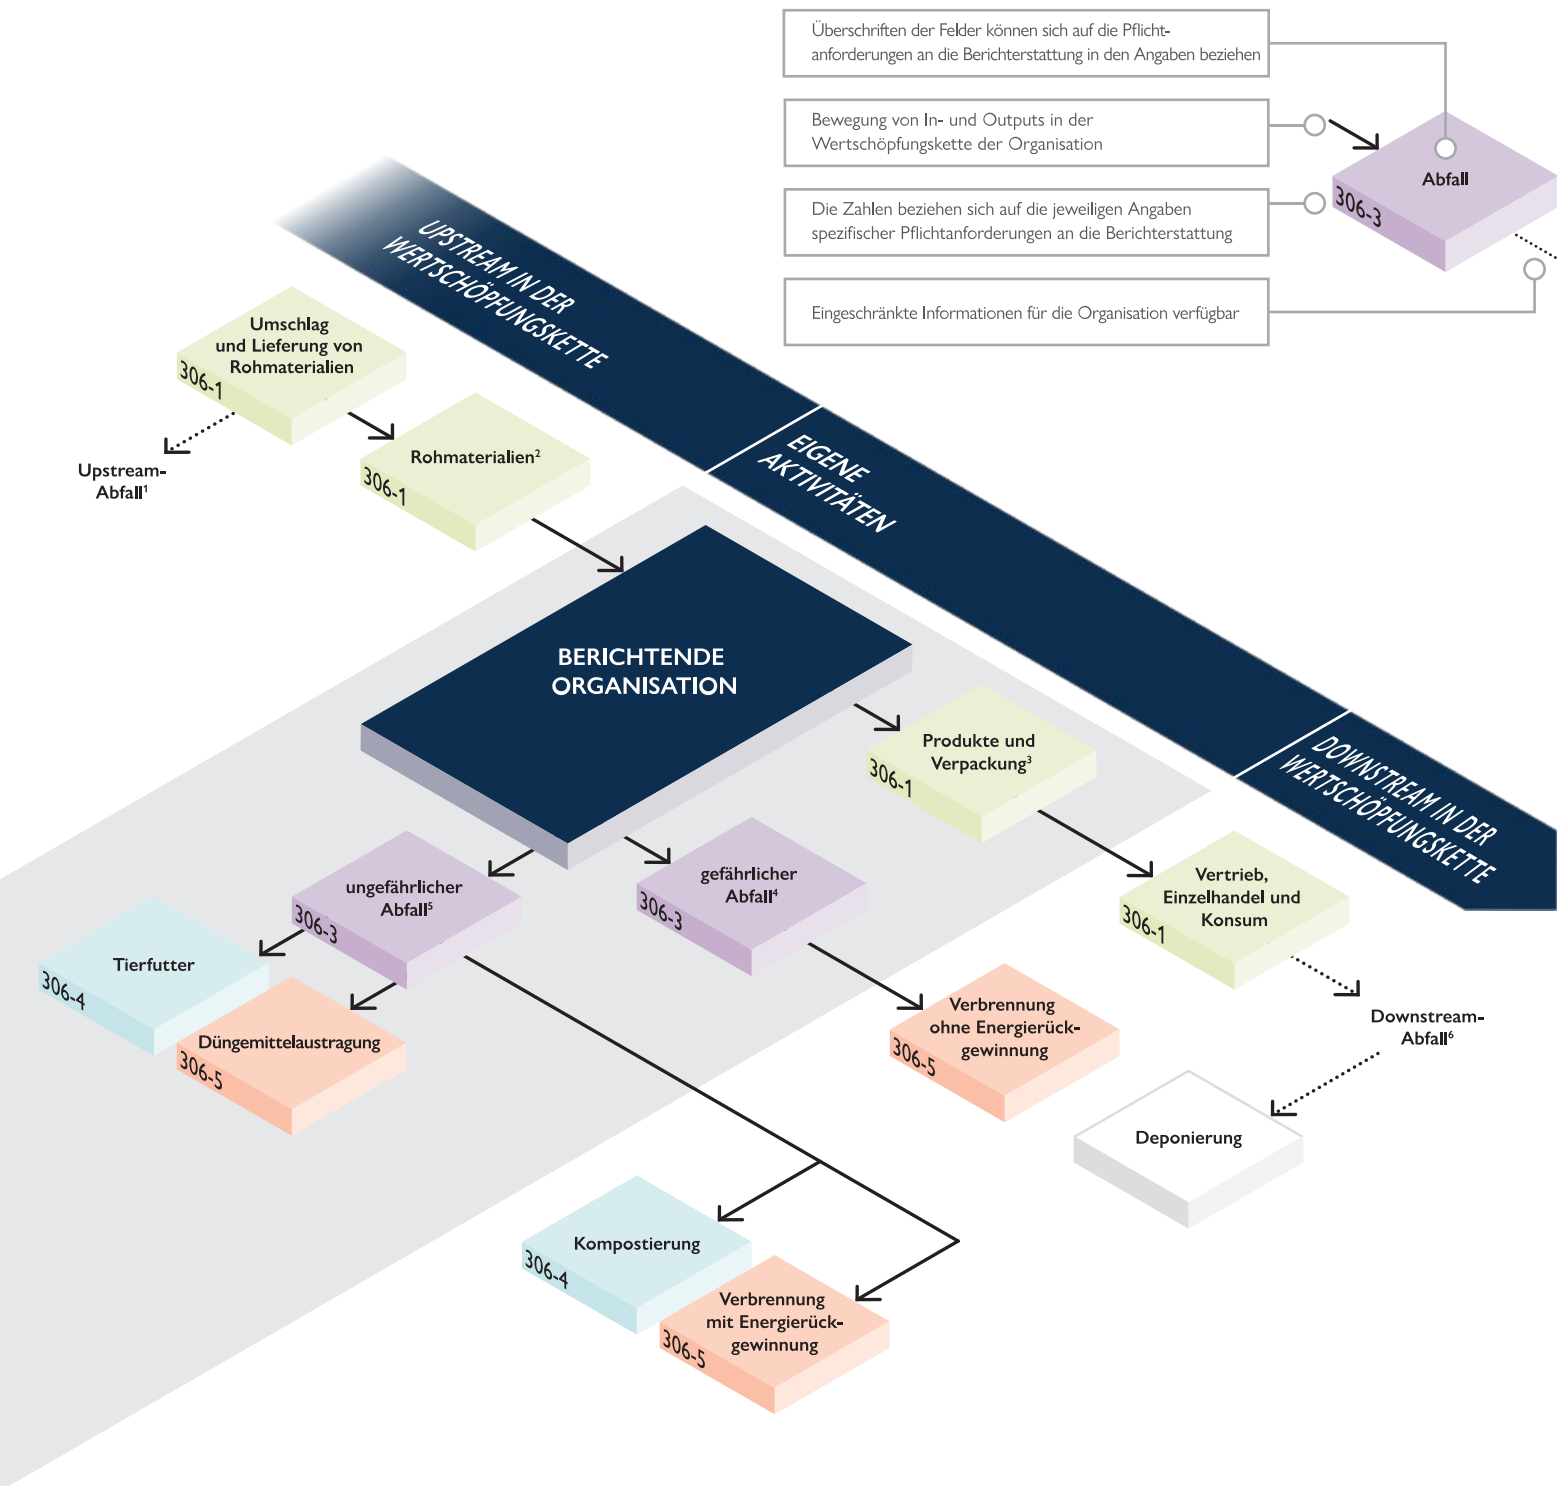 Überschriften der Felder können sich auf die Pflicht-
anforderungen an die Berichterstattung in den Angaben beziehen
Bewegung von In- und Outputs in der
Wertschöpfungskette der Organisation
Die Zahlen beziehen sich auf die jeweiligen Angaben
spezifischer Pflichtanforderungen an die Berichterstattung
Eingeschränkte Informationen für die Organisation verfügbar
Abfall
306-3
UPSTREAM IN DER
WERTSCHÖPFUNGSKETTE
EIGENE
AKTIVITÄTEN
DOWNSTREAM IN DER
WERTSCHÖPFUNGSKETTE
Umschlag
und Lieferung von
Rohmaterialien
306-1
Upstream-
Abfall¹
Rohmaterialien²
306-1
BERICHTENDE
ORGANISATION
Produkte und
Verpackung³
306-1
ungefährlicher
Abfall⁵
306-3
gefährlicher
Abfall⁴
306-3
Vertrieb,
Einzelhandel und
Konsum
306-1
Tierfutter
306-4
Düngemittelaustragung
306-5
Verbrennung
ohne Energierück-
gewinnung
306-5
Downstream-
Abfall⁶
Deponierung
Kompostierung
306-4
Verbrennung
mit Energierück-
gewinnung
306-5